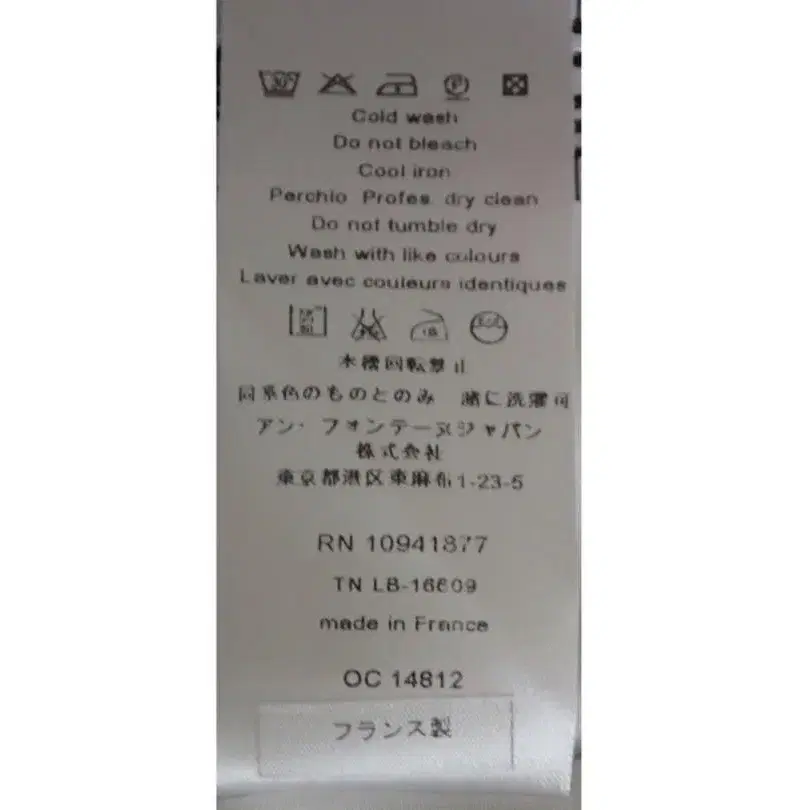 Cold wash
Do not bleach
Cool iron
Perchlo Profes. dry clean
Do not tumble dry
Wash with like colours
Laver avec couleurs identiques
同系色のものとのみ 緒に洗濯可
アン・フォンテーヌジャパン
株式会社
東京都港区東麻布1-23-5
RN 10941877
TN LB-16609
made in France
OC 14812
フランス製